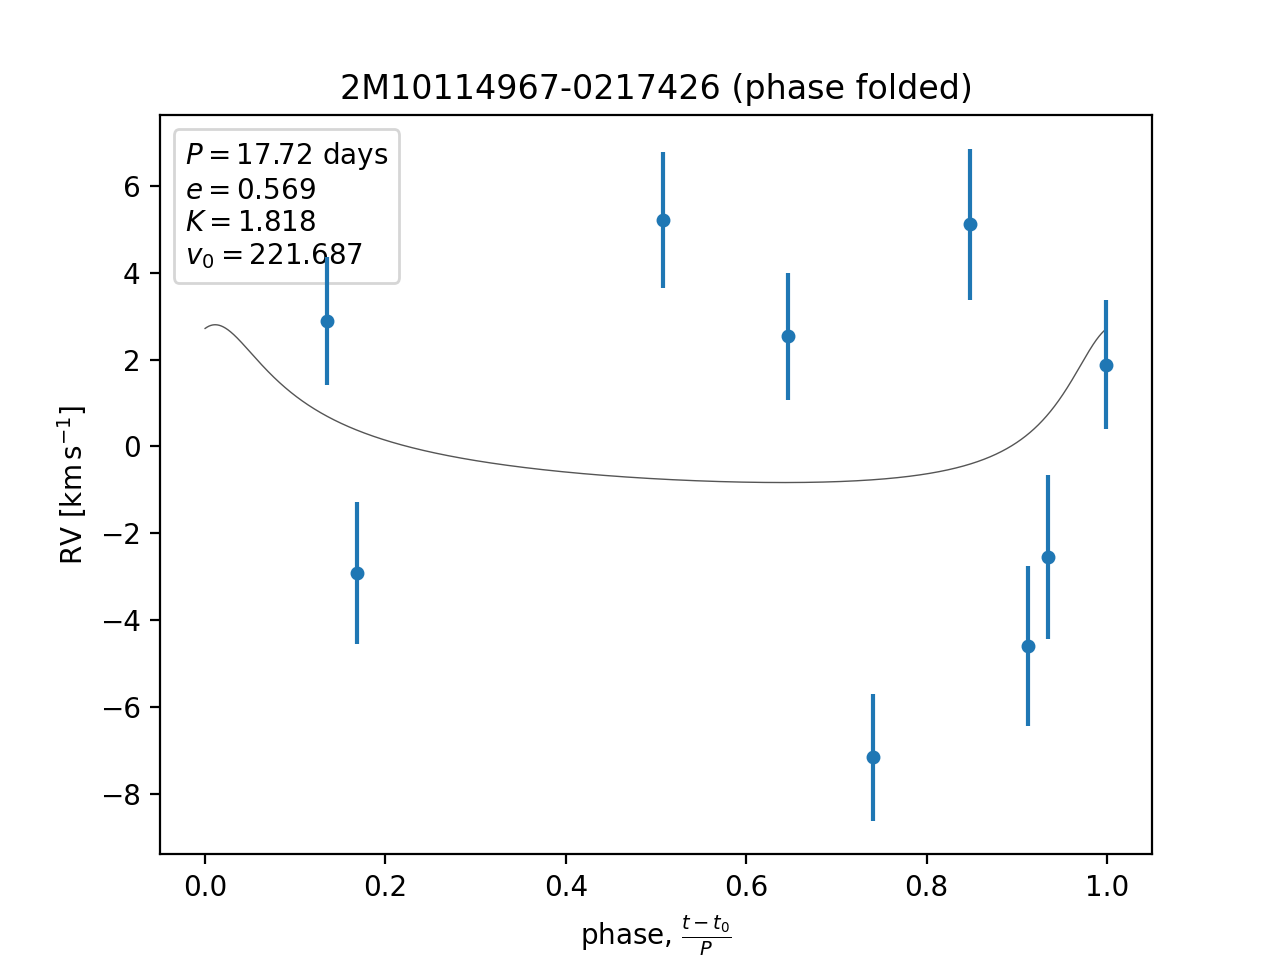 2M10114967-0217426 (phase folded)
P = 17.72 days
e = 0.569
K = 1.818
v₀ = 221.687
6
4
2
0
−2
−4
−6
−8
RV [km s⁻¹]
0.0 0.2 0.4 0.6 0.8 1.0
phase, (t − t₀)/P